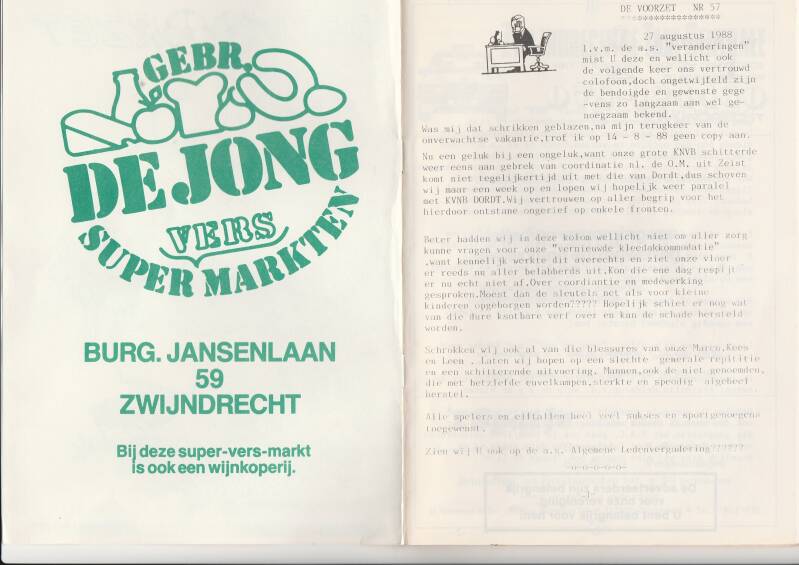 GEBR.
DE JONG
VERS
SUPER MARKTEN
BURG. JANSENLAAN
59
ZWIJNDRECHT
Bij deze super-vers-markt
is ook een wijnkoperij.
DE VOORZET NR 57
27 augustus 1988
I.v.m. de a.s. "veranderingen"
mist U deze en wellicht ook
de volgende keer ons vertrouwd
colofoon,doch ongetwijfeld zijn
de bendoigde en gewenste gege
-vens zo langzaam aan wel ge-
noegzaam bekend.
Was mij dat schrikken geblazen,na mijn terugkeer van de
onverwachtse vakantie,trof ik op 14 - 8 - 88 geen copy aan.
Nu een geluk bij een ongeluk,want onze grote KNVB schitterde
weer eens aan gebrek van coordinatie nl. de O.M. uit Zeist
komt niet tegelijkertijd uit met die van Dordt,dus schoven
wij maar een week op en lopen wij hopelijk weer paralel
met KVNB DORDT.Wij vertrouwen op aller begrip voor het
hierdoor ontstane ongerief op enkele fronten.
Beter hadden wij in deze kolom wellicht niet om aller zorg
kunne vragen voor onze "vernieuwde kleedakkommodatie"
,want kennelijk werkte dit averechts en ziet onze vloer
er reeds nu aller belabberds uit.Kon die ene dag respijt
er nu echt niet af.Over coordiantie en medewerking
gesproken.Moest dan de sleutels net als voor kleine
kinderen opgeborgen worden????? Hopelijk schiet er nog wat
van die dure ksotbare verf over en kan de schade hersteld
worden.
Schrokken wij ook al van die blessures van onze Marco,Kees
en Leen . Laten wij hopen op een slechte generale repititie
en een schitterende uitvoering. Mannen,ook de niet genoemden,
die met hetzlefde euvelkampen,sterkte en spoedig algeheel
herstel.
Alle spelers en elftallen heel veel sukses en sportgenoegens
toegewenst.
Zien wij U ook op de a.s. Algemene Ledenvergadering??????
-o-o-o-o-o-
-1-